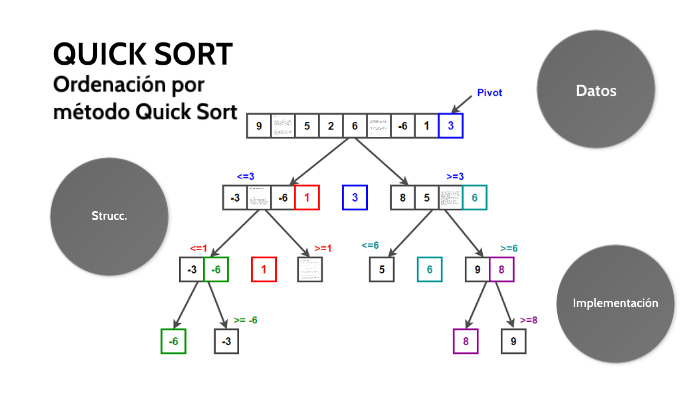 QUICK SORT
Ordenación por
método Quick Sort
Datos
Pivot
9 5 2 6 -6 1 3
<=3 >=3
-3 -6 1 3 8 5 6
Strucc.
<=1 >=1 <=6 >=6
-3 -6 1 5 6 9 8
Implementación
>= -6 >=8
-6 -3 8 9